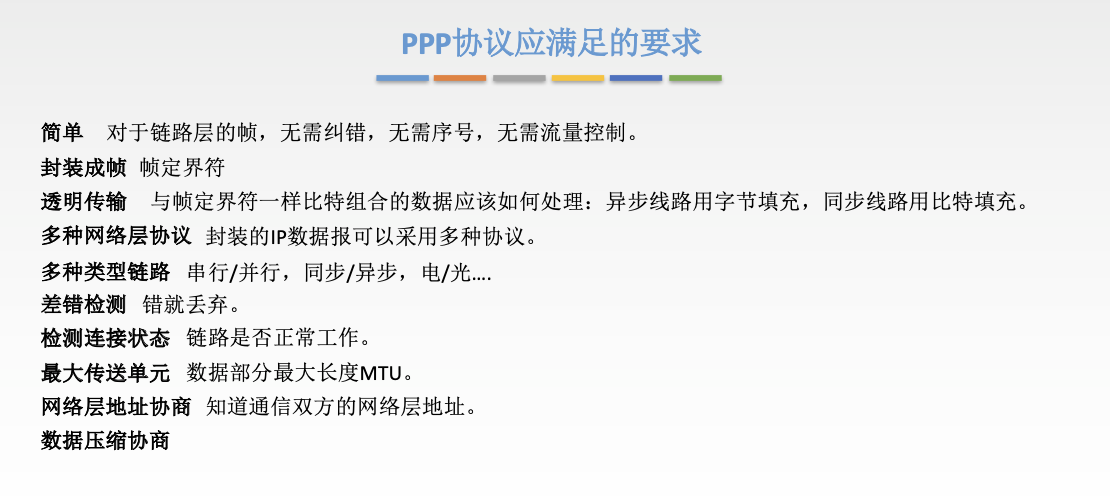 PPP协议应满足的要求
简单 对于链路层的帧，无需纠错，无需序号，无需流量控制。
封装成帧 帧定界符
透明传输 与帧定界符一样比特组合的数据应该如何处理：异步线路用字节填充，同步线路用比特填充。
多种网络层协议 封装的IP数据报可以采用多种协议。
多种类型链路 串行/并行，同步/异步，电/光....
差错检测 错就丢弃。
检测连接状态 链路是否正常工作。
最大传送单元 数据部分最大长度MTU。
网络层地址协商 知道通信双方的网络层地址。
数据压缩协商